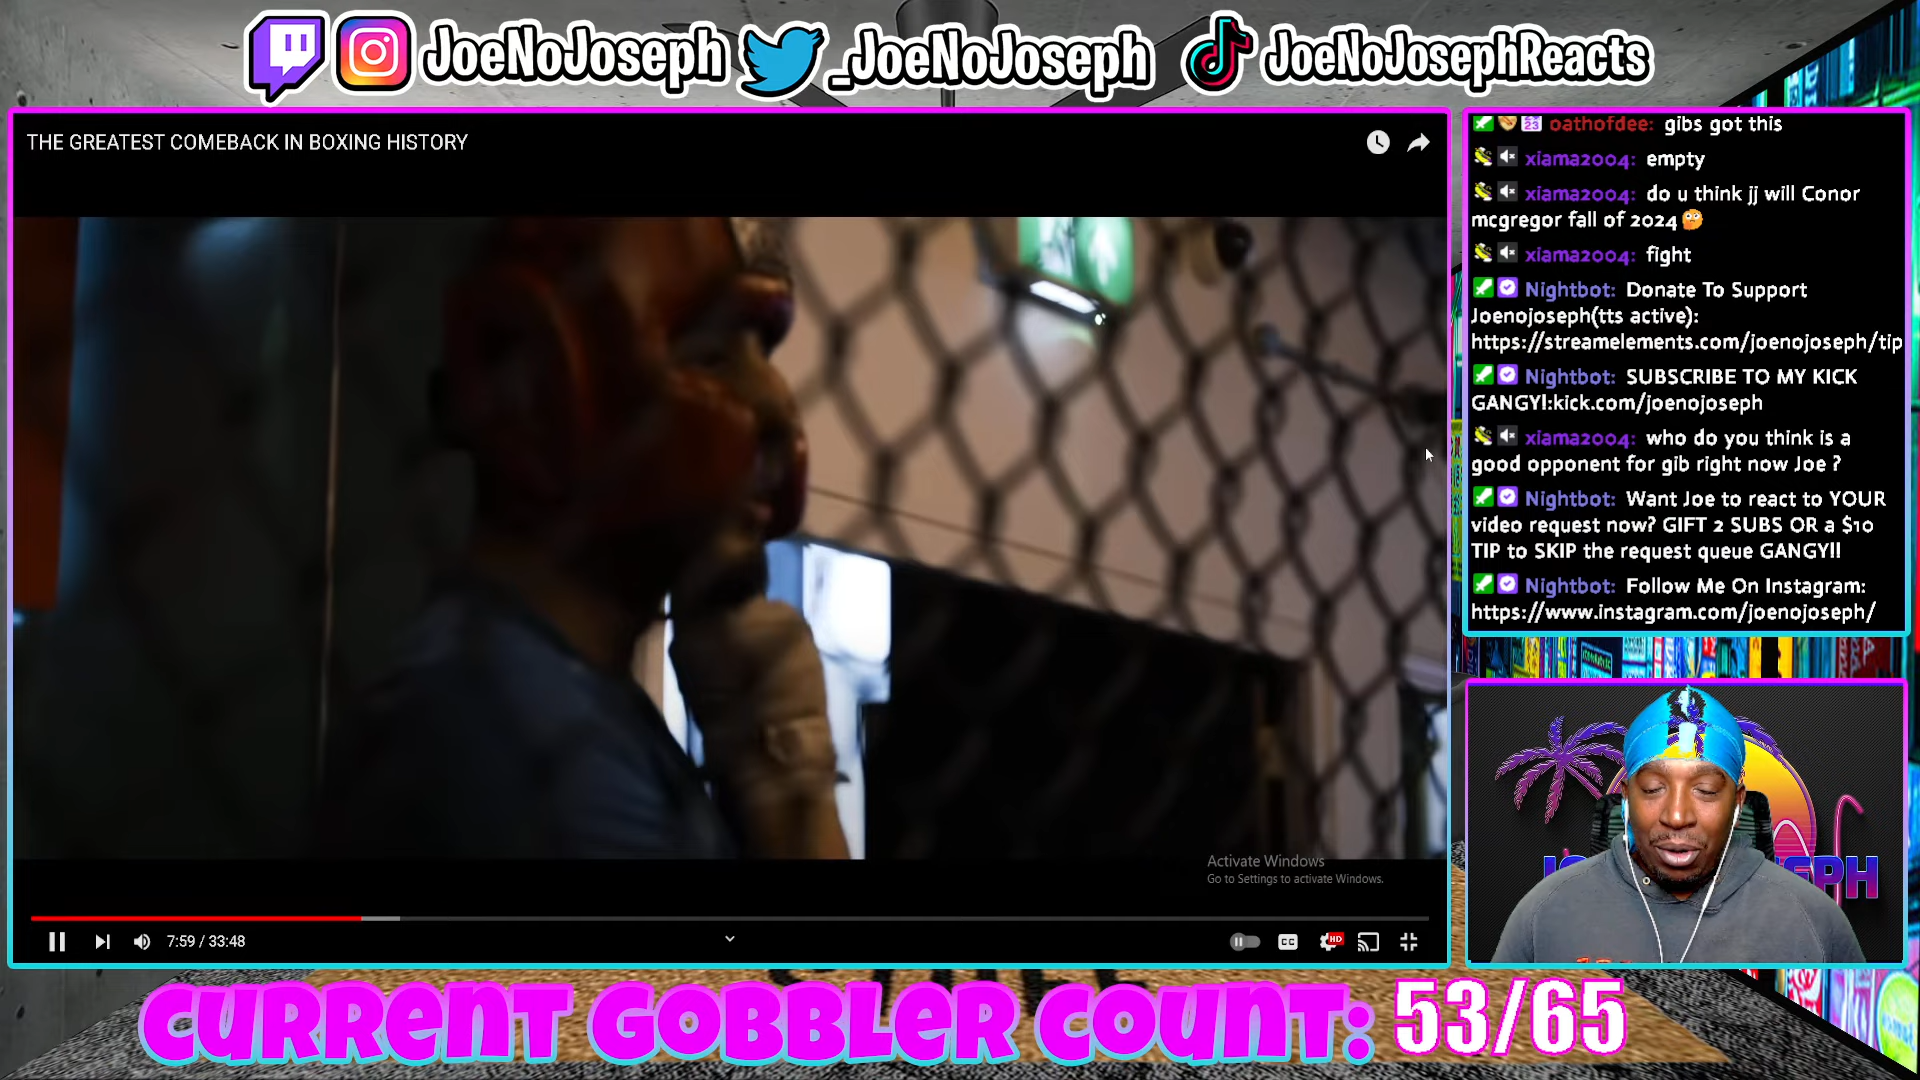 JoeNoJoseph
_JoeNoJoseph
JoeNoJosephReacts
THE GREATEST COMEBACK IN BOXING HISTORY
oathofdee: gibs got this
xiama2004: empty
xiama2004: do u think jj will Conor
mcgregor fall of 2024
xiama2004: fight
Nightbot: Donate To Support
Joenojoseph(tts active):
https://streamelements.com/joenojoseph/tip
Nightbot: SUBSCRIBE TO MY KICK
GANGY!:kick.com/joenojoseph
xiama2004: who do you think is a
good opponent for gib right now Joe ?
Nightbot: Want Joe to react to YOUR
video request now? GIFT 2 SUBS OR a $10
TIP to SKIP the request queue GANGY!!
Nightbot: Follow Me On Instagram:
https://www.instagram.com/joenojoseph/
Activate Windows
Go to Settings to activate Windows.
7:59 / 33:48
CC
HD
CURRENT GOBBLER COUNT: 53/65